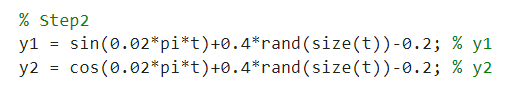 % Step2
y1 = sin(0.02*pi*t)+0.4*rand(size(t))-0.2; % y1
y2 = cos(0.02*pi*t)+0.4*rand(size(t))-0.2; % y2